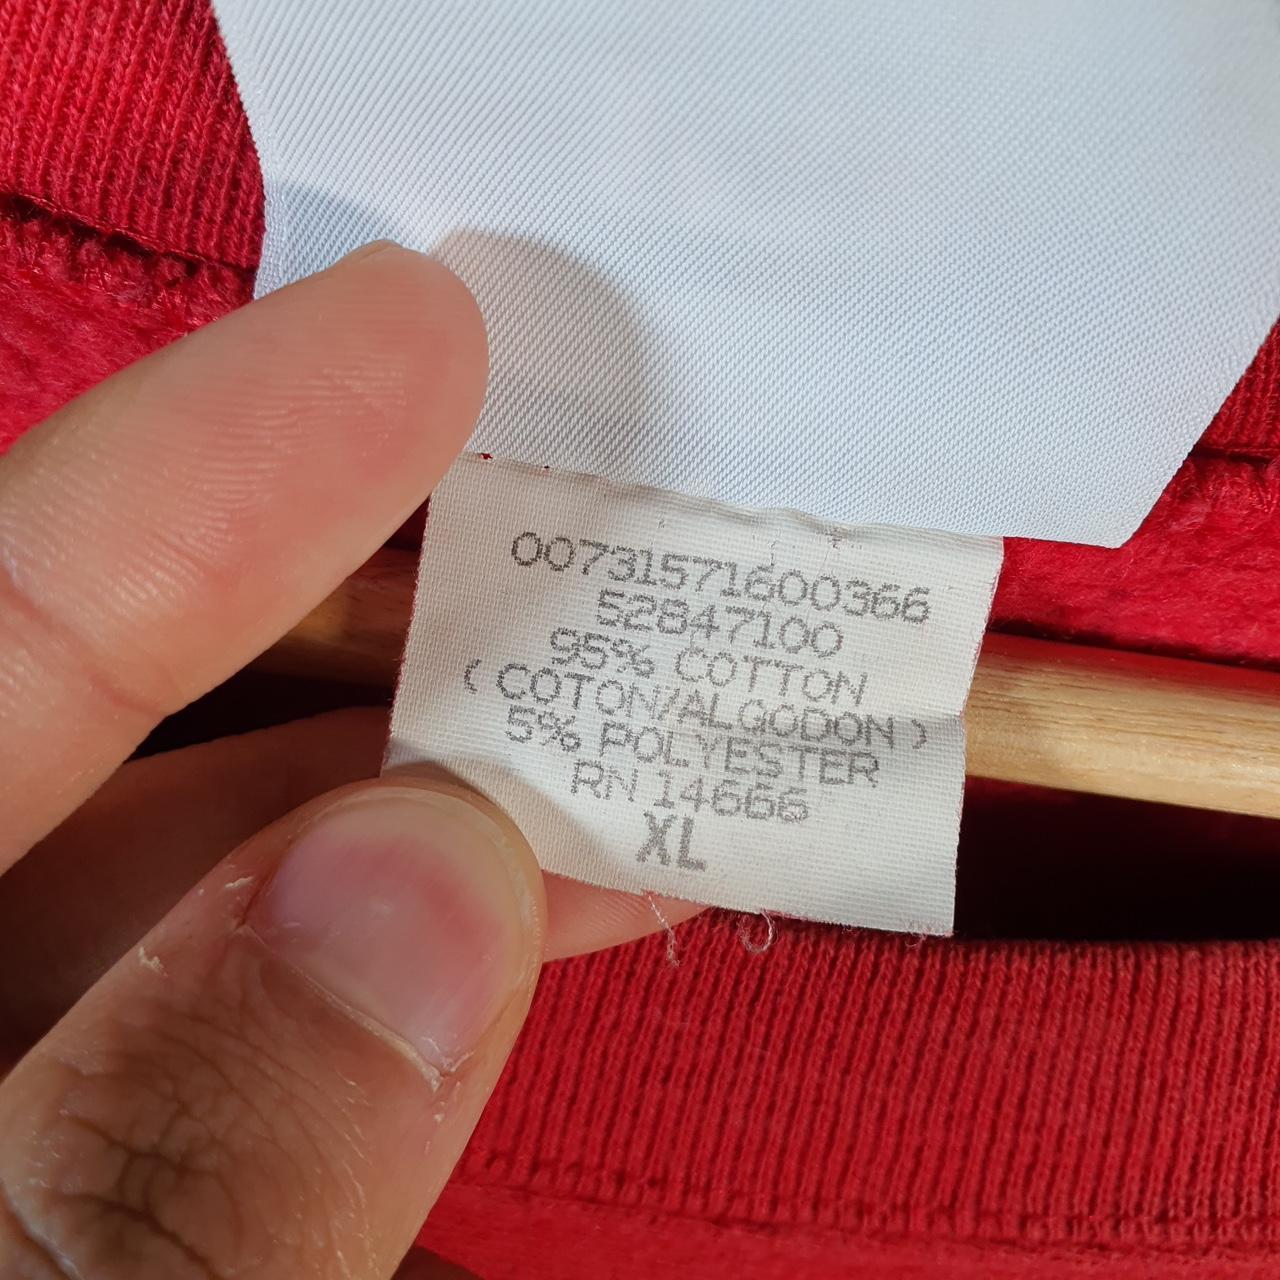 00731571600366
52847100
95% COTTON
( COTON/ALGODON )
5% POLYESTER
RN 14666
XL